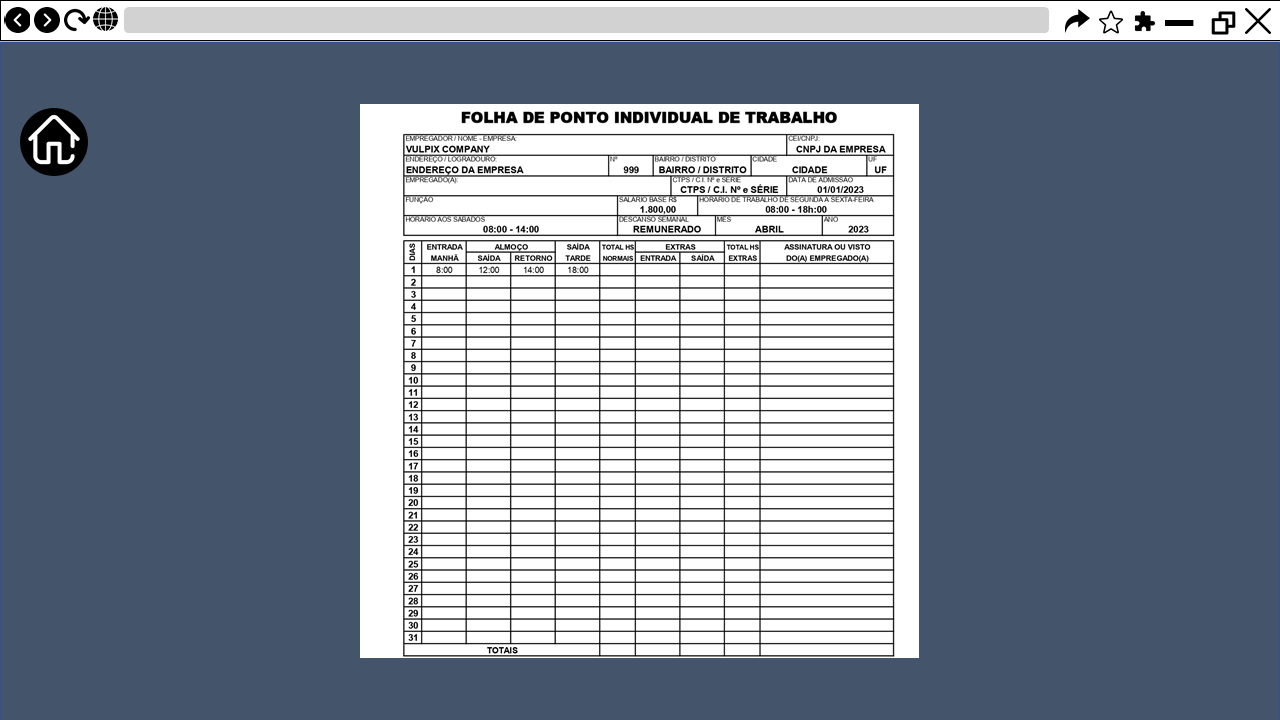 FOLHA DE PONTO INDIVIDUAL DE TRABALHO
EMPREGADOR / NOME - EMPRESA: CEI/CNPJ:
VULPIX COMPANY CNPJ DA EMPRESA
ENDEREÇO / LOGRADOURO: Nº BAIRRO / DISTRITO CIDADE UF
ENDEREÇO DA EMPRESA 999 BAIRRO / DISTRITO CIDADE UF
EMPREGADO(A): CTPS / C.I. Nº e SÉRIE DATA DE ADMISSÃO
CTPS / C.I. Nº e SÉRIE 01/01/2023
FUNÇÃO SALÁRIO BASE R$ HORÁRIO DE TRABALHO DE SEGUNDA A SEXTA-FEIRA
1.800,00 08:00 - 18h:00
HORÁRIO AOS SÁBADOS DESCANSO SEMANAL MÊS ANO
08:00 - 14:00 REMUNERADO ABRIL 2023
DIAS ENTRADA ALMOÇO SAÍDA TOTAL HS EXTRAS TOTAL HS ASSINATURA OU VISTO
MANHÃ SAÍDA RETORNO TARDE NORMAIS ENTRADA SAÍDA EXTRAS DO(A) EMPREGADO(A)
1 8:00 12:00 14:00 18:00
2
3
4
5
6
7
8
9
10
11
12
13
14
15
16
17
18
19
20
21
22
23
24
25
26
27
28
29
30
31
TOTAIS